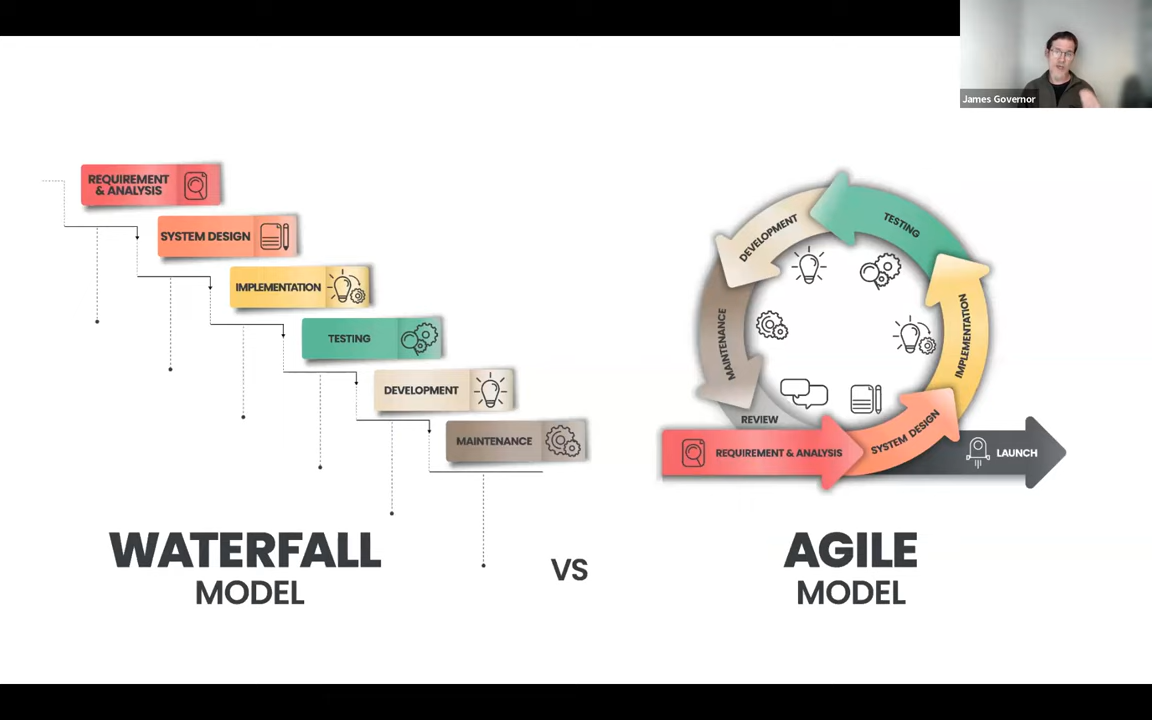 James Governor
REQUIREMENT
& ANALYSIS
SYSTEM DESIGN
IMPLEMENTATION
TESTING
DEVELOPMENT
MAINTENANCE
WATERFALL
MODEL
VS
TESTING
DEVELOPMENT
IMPLEMENTATION
MAINTENANCE
REVIEW
SYSTEM DESIGN
REQUIREMENT & ANALYSIS
LAUNCH
AGILE
MODEL